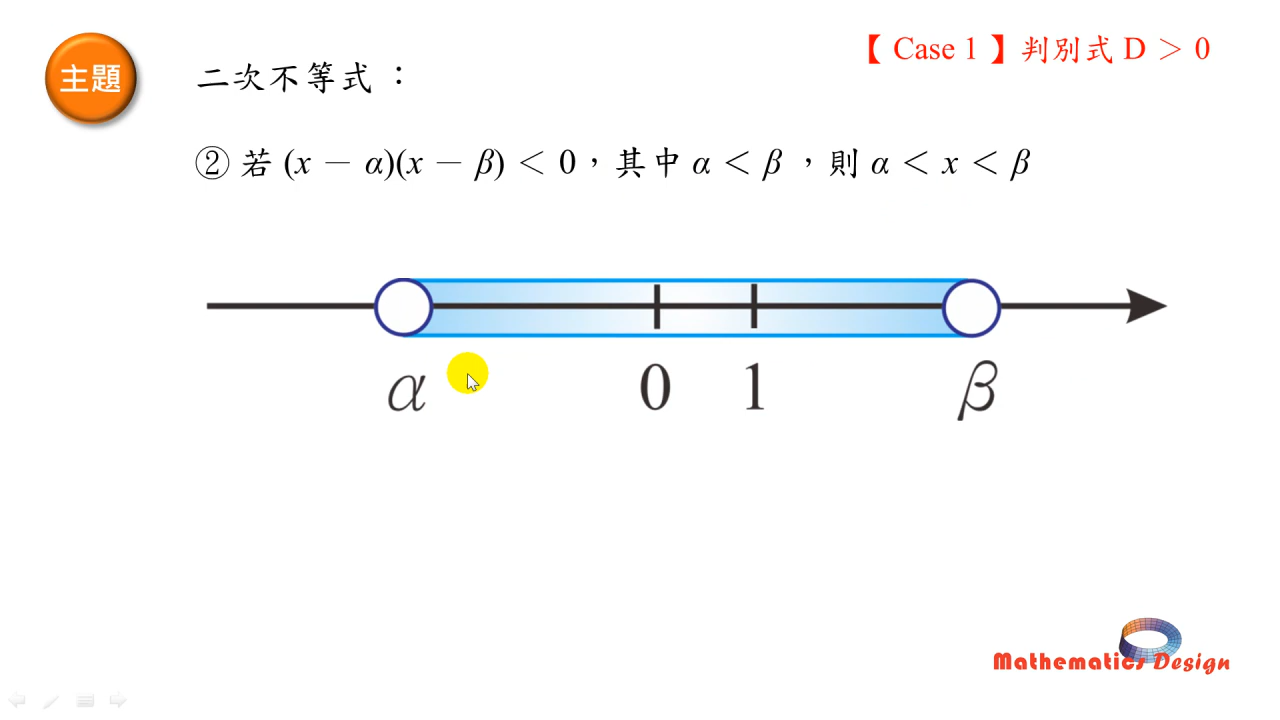 主題
【 Case 1 】判別式 D > 0
二次不等式：
② 若 (x − α)(x − β) < 0，其中 α < β ，則 α < x < β
α 0 1 β
Mathematics Design